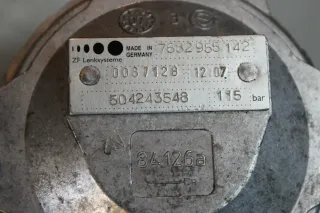 MADE IN
GERMANY
7692 955 142
ZF Lenksysteme
0067128 12.07
504243548 115 bar
84126a